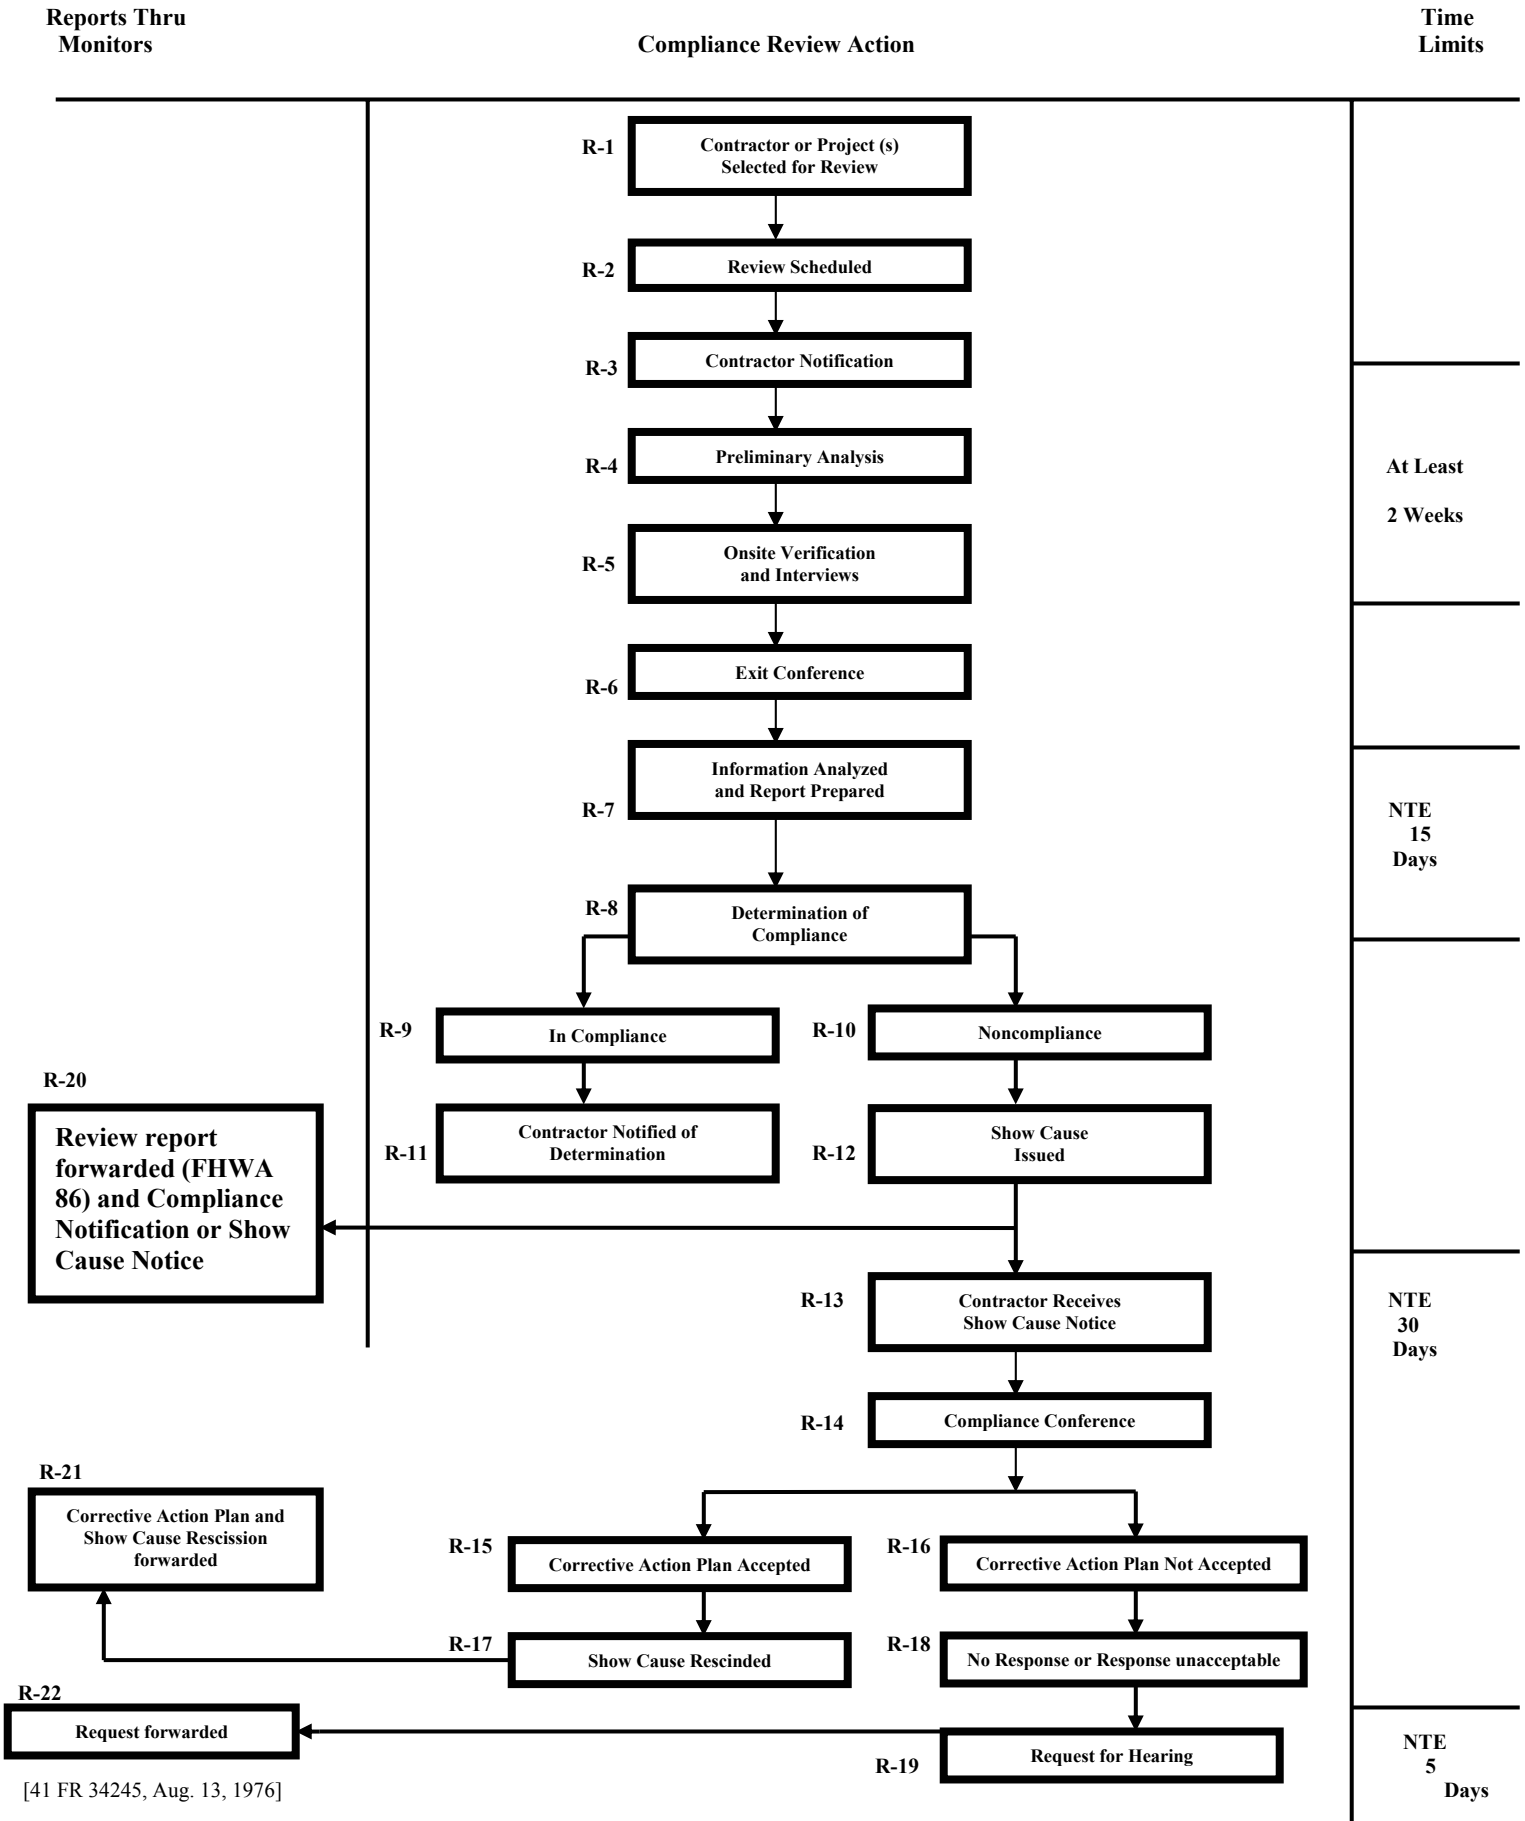 Reports Thru
Monitors
Compliance Review Action
Time
Limits
R-1
Contractor or Project (s)
Selected for Review
R-2
Review Scheduled
R-3
Contractor Notification
R-4
Preliminary Analysis
At Least
2 Weeks
R-5
Onsite Verification
and Interviews
R-6
Exit Conference
R-7
Information Analyzed
and Report Prepared
NTE
15
Days
R-8
Determination of
Compliance
R-9
In Compliance
R-10
Noncompliance
R-20
Review report
forwarded (FHWA
86) and Compliance
Notification or Show
Cause Notice
R-11
Contractor Notified of
Determination
R-12
Show Cause
Issued
R-13
Contractor Receives
Show Cause Notice
NTE
30
Days
R-14
Compliance Conference
R-21
Corrective Action Plan and
Show Cause Rescission
forwarded
R-15
Corrective Action Plan Accepted
R-16
Corrective Action Plan Not Accepted
R-17
Show Cause Rescinded
R-18
No Response or Response unacceptable
R-22
Request forwarded
R-19
Request for Hearing
NTE
5
Days
[41 FR 34245, Aug. 13, 1976]